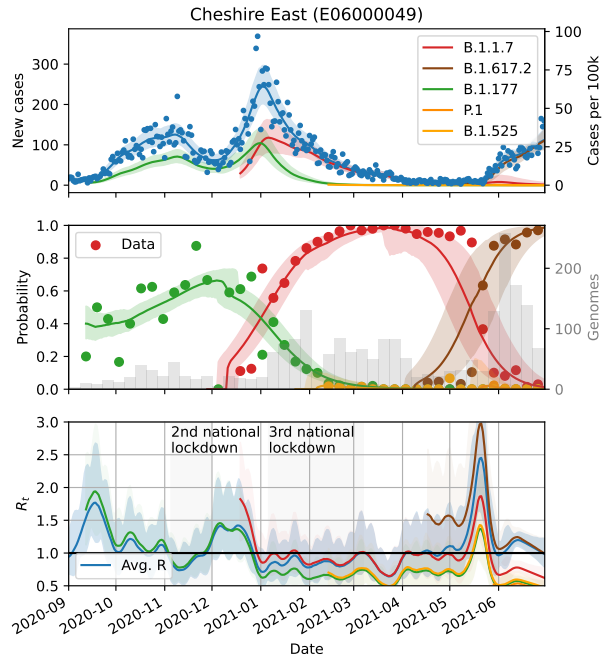 Cheshire East (E06000049)
New cases
300
200
100
0
Cases per 100k
100
75
50
25
0
B.1.1.7
B.1.617.2
B.1.177
P.1
B.1.525
Probability
1.0
0.8
0.6
0.4
0.2
0.0
Data
Genomes
200
100
0
R_t
3.0
2.5
2.0
1.5
1.0
0.5
2nd national
lockdown
3rd national
lockdown
Avg. R
2020-09
2020-10
2020-11
2020-12
2021-01
2021-02
2021-03
2021-04
2021-05
2021-06
Date